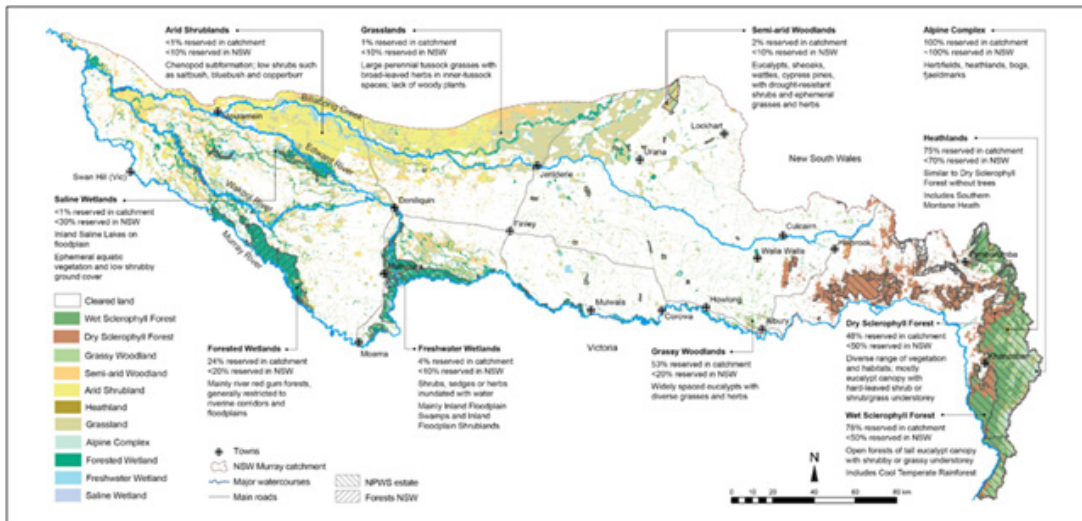 Arid Shrublands
<1% reserved in catchment
<10% reserved in NSW
Chenopod subformation; low shrubs such
as saltbush, bluebush and copperburr
Grasslands
1% reserved in catchment
<10% reserved in NSW
Large perennial tussock grasses with
broad-leaved herbs in inner-tussock
spaces; lack of woody plants
Semi-arid Woodlands
2% reserved in catchment
<10% reserved in NSW
Eucalypts, sheoaks,
wattles, cypress pines,
with drought-resistant
shrubs and ephemeral
grasses and herbs
Alpine Complex
100% reserved in catchment
~100% reserved in NSW
Herbfields, heathlands, bogs,
fjaeldmarks
Billabong Creek
Lockhart
Heathlands
75% reserved in catchment
<70% reserved in NSW
Similar to Dry Sclerophyll
Forest without trees
Includes Southern
Montane Heath
Edward River
Urana
New South Wales
Jerilderie
Swan Hill (Vic)
Wakool River
Saline Wetlands
<1% reserved in catchment
<30% reserved in NSW
Inland Saline Lakes on
floodplain
Ephemeral aquatic
vegetation and low shrubby
ground cover
Deniliquin
Murray River
Finley
Culcairn
Walla Walla
Mulwala
Corowa
Howlong
Albury
Moama
Victoria
Cleared land
Wet Sclerophyll Forest
Dry Sclerophyll Forest
Grassy Woodland
Semi-arid Woodland
Arid Shrubland
Heathland
Grassland
Alpine Complex
Forested Wetland
Freshwater Wetland
Saline Wetland
Forested Wetlands
24% reserved in catchment
<20% reserved in NSW
Mainly river red gum forests,
generally restricted to
riverine corridors and
floodplains
Freshwater Wetlands
4% reserved in catchment
<10% reserved in NSW
Shrubs, sedges or herbs
inundated with water
Mainly Inland Floodplain
Swamps and Inland
Floodplain Shrublands
Grassy Woodlands
53% reserved in catchment
<20% reserved in NSW
Widely spaced eucalypts with
diverse grasses and herbs
Dry Sclerophyll Forest
48% reserved in catchment
<50% reserved in NSW
Diverse range of vegetation
and habitats; mostly
eucalypt canopy with
hard-leaved shrub or
shrub/grass understorey
Wet Sclerophyll Forest
78% reserved in catchment
<50% reserved in NSW
Open forests of tall eucalypt canopy
with shrubby or grassy understorey
Includes Cool Temperate Rainforest
Towns
NSW Murray catchment
Major watercourses
Main roads
NPWS estate
Forests NSW
N
0 20 40 60 80 km